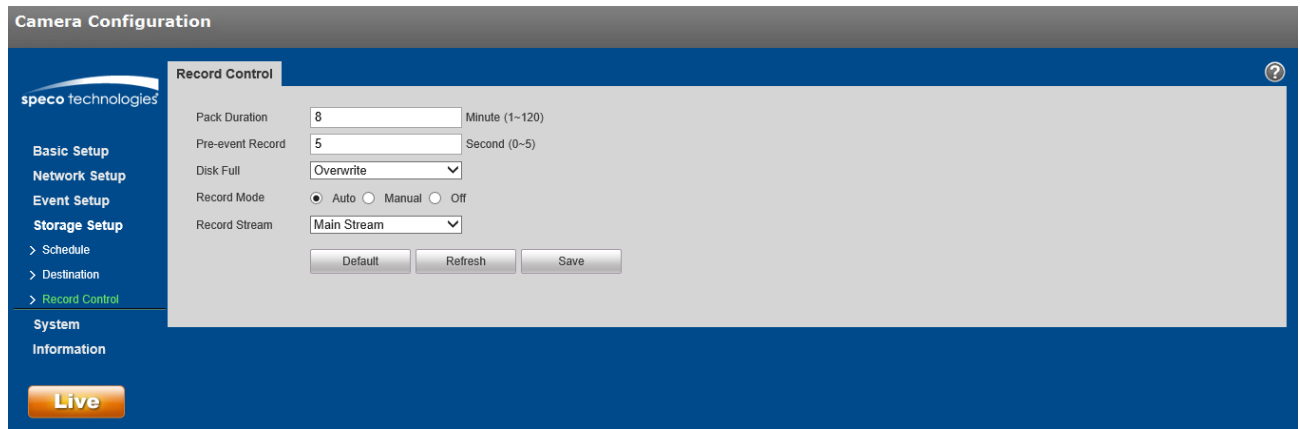 Camera Configuration
speco technologies
Basic Setup
Network Setup
Event Setup
Storage Setup
Schedule
Destination
Record Control
System
Information
Live
Record Control
?
Pack Duration 8 Minute (1~120)
Pre-event Record 5 Second (0~5)
Disk Full Overwrite
Record Mode Auto Manual Off
Record Stream Main Stream
Default Refresh Save